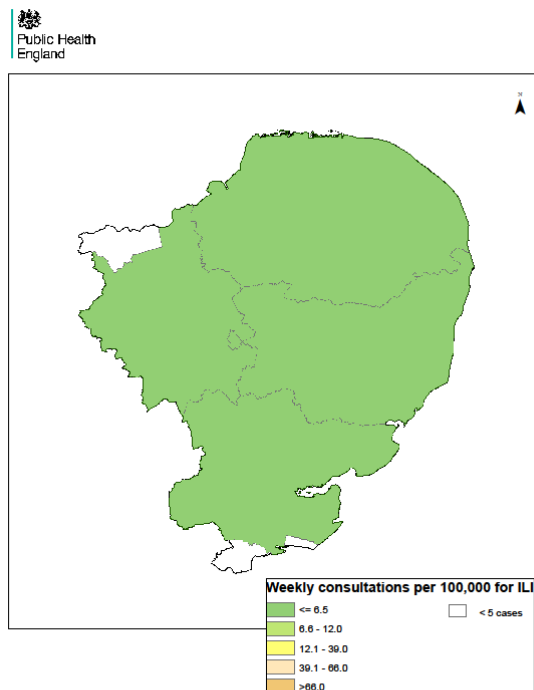 Public Health
England
N
Weekly consultations per 100,000 for ILI
<= 6.5
< 5 cases
6.6 - 12.0
12.1 - 39.0
39.1 - 66.0
>66.0